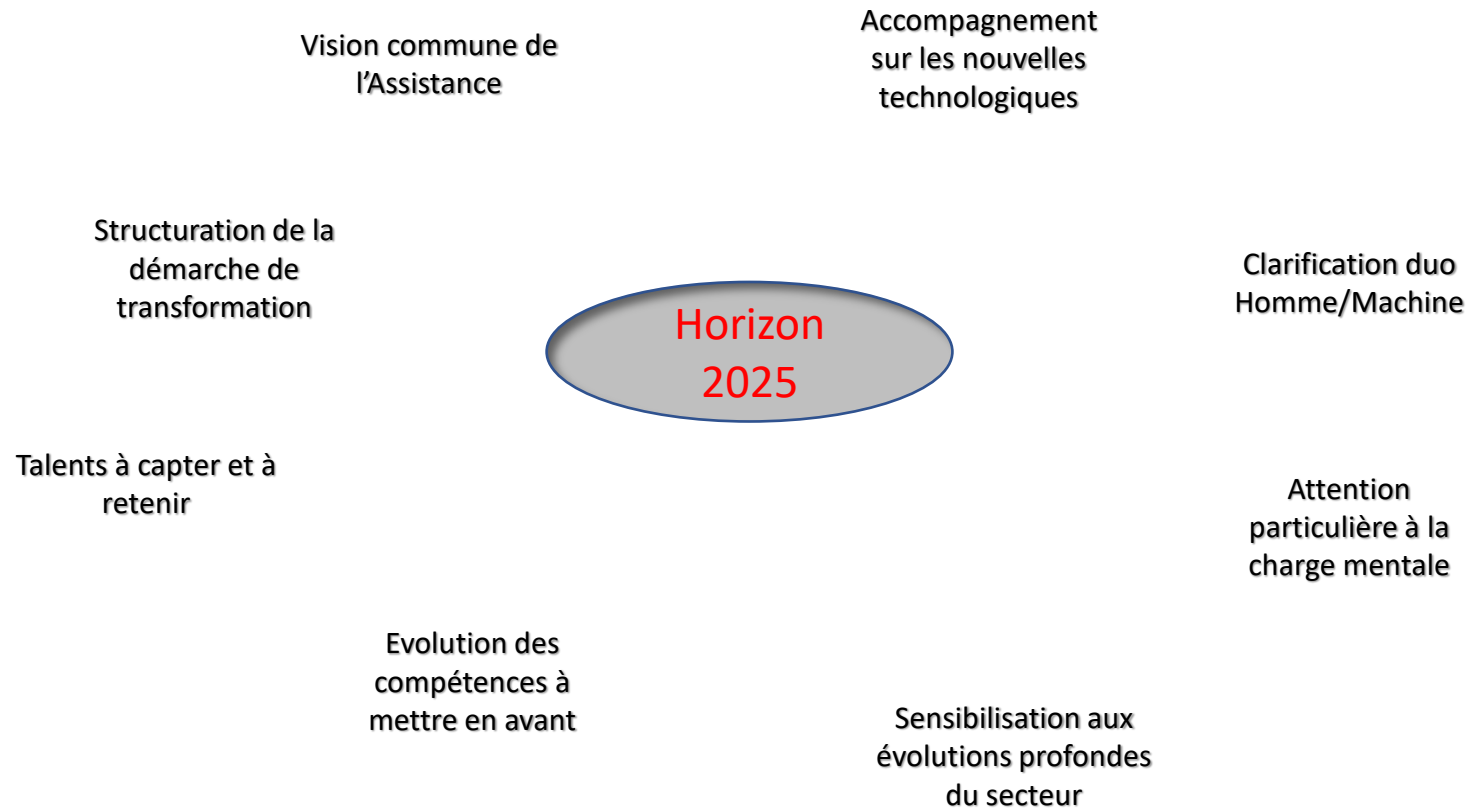 Vision commune de
l'Assistance
Accompagnement
sur les nouvelles
technologiques
Structuration de la
démarche de
transformation
Clarification duo
Homme/Machine
Horizon
2025
Talents à capter et à
retenir
Attention
particulière à la
charge mentale
Evolution des
compétences à
mettre en avant
Sensibilisation aux
évolutions profondes
du secteur